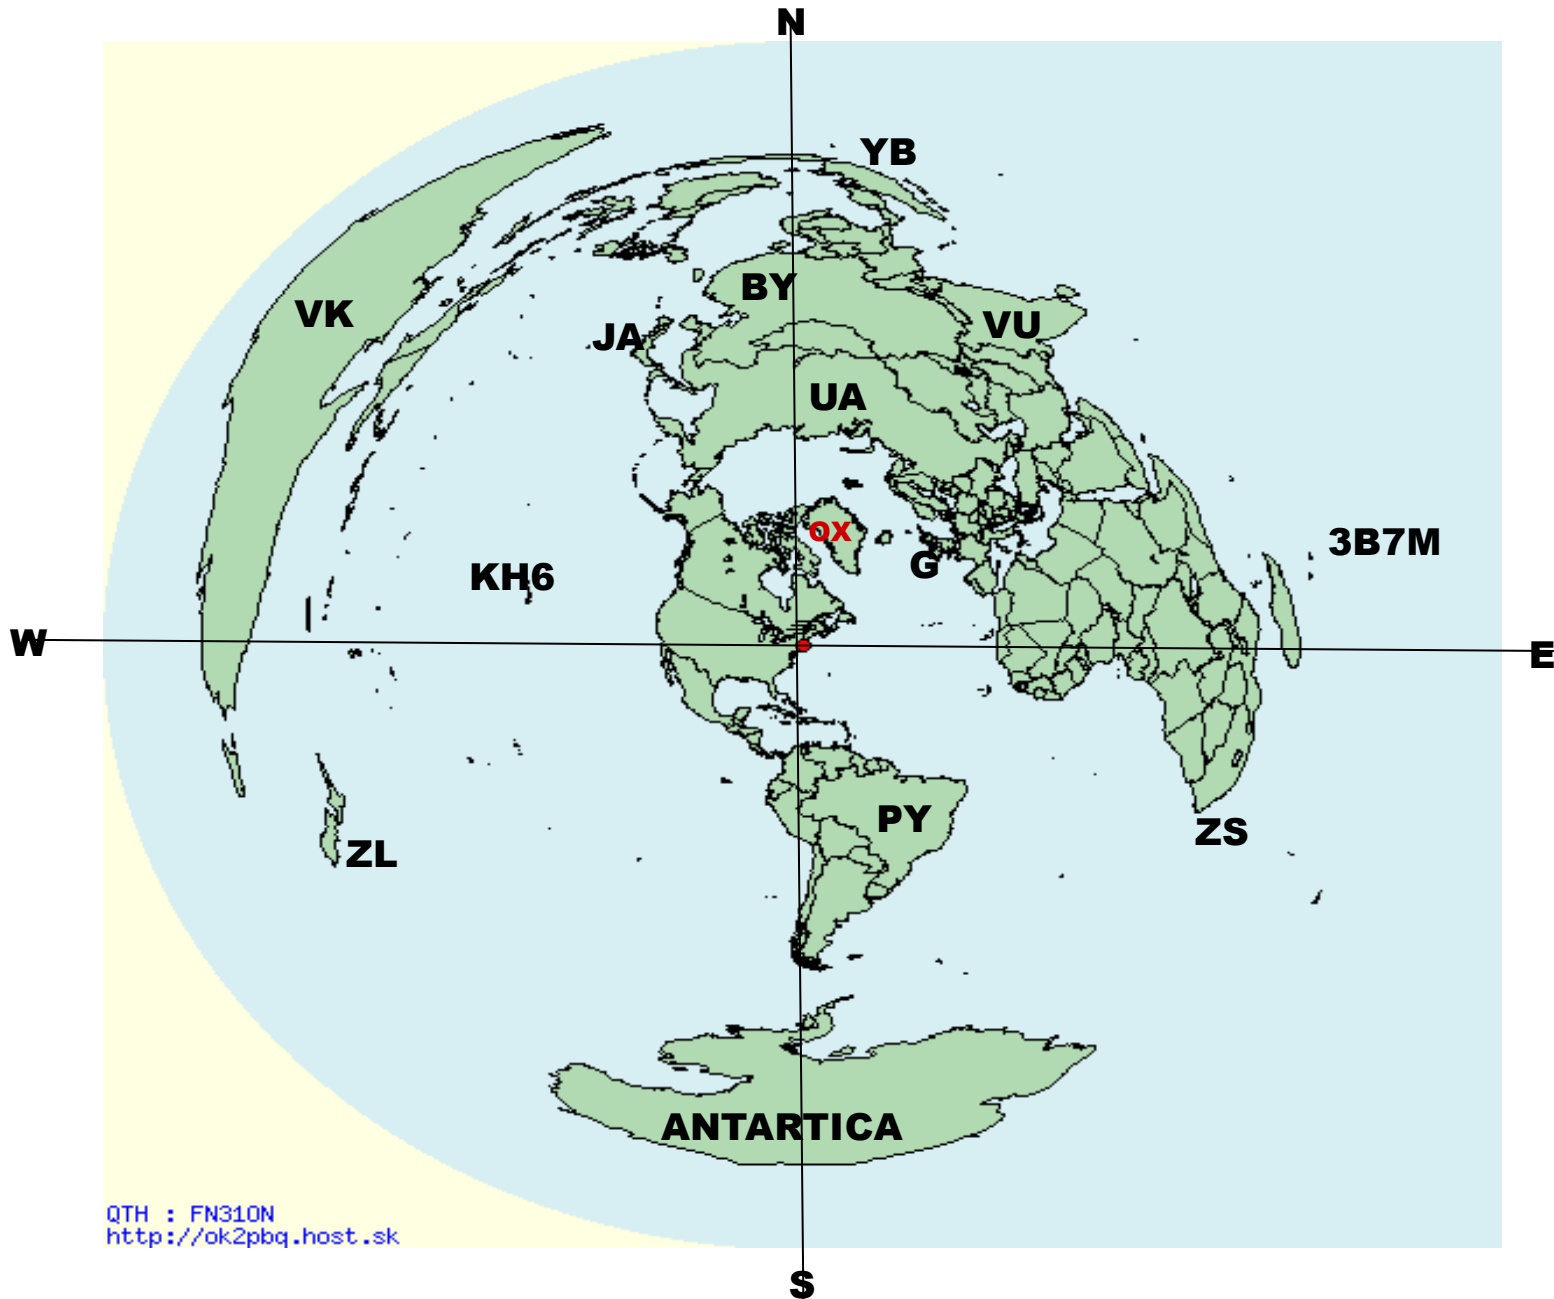 N
YB
BY
VK
VU
JA
UA
OX
3B7M
G
KH6
W
E
PY
ZS
ZL
ANTARTICA
QTH : FN31ON
http://ok2pbq.host.sk
S